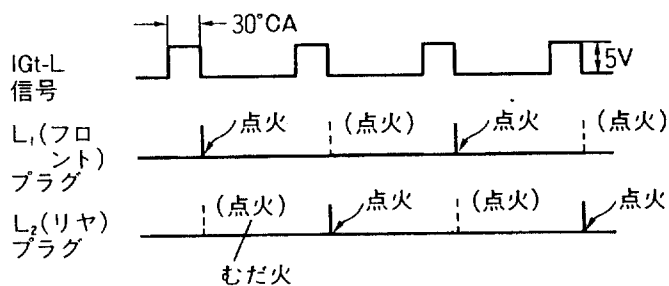 30°CA
IGt-L
信号
5V
L₁(フロ
ント)
プラグ
点火
(点火)
点火
(点火)
L₂(リヤ)
プラグ
(点火)
点火
(点火)
点火
むだ火